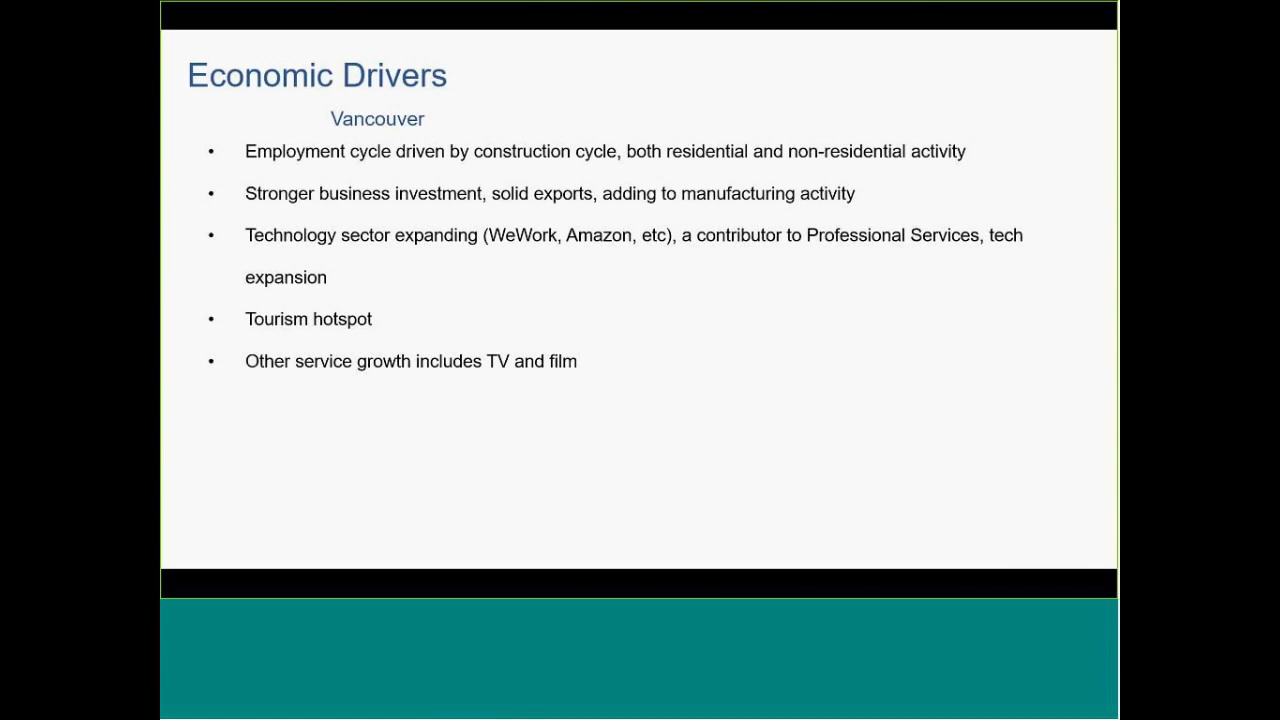 Economic Drivers
Vancouver
• Employment cycle driven by construction cycle, both residential and non-residential activity
• Stronger business investment, solid exports, adding to manufacturing activity
• Technology sector expanding (WeWork, Amazon, etc), a contributor to Professional Services, tech
expansion
• Tourism hotspot
• Other service growth includes TV and film